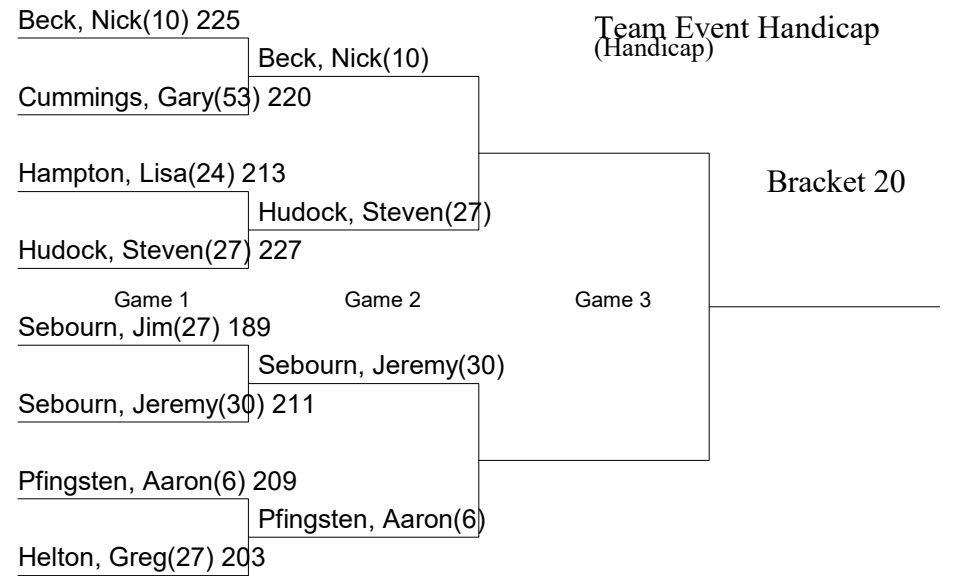 Beck, Nick(10) 225
Team Event Handicap
(Handicap)
Beck, Nick(10)
Cummings, Gary(53) 220
Hampton, Lisa(24) 213
Bracket 20
Hudock, Steven(27)
Hudock, Steven(27) 227
Game 1 Game 2 Game 3
Sebourn, Jim(27) 189
Sebourn, Jeremy(30)
Sebourn, Jeremy(30) 211
Pfingsten, Aaron(6) 209
Pfingsten, Aaron(6)
Helton, Greg(27) 203